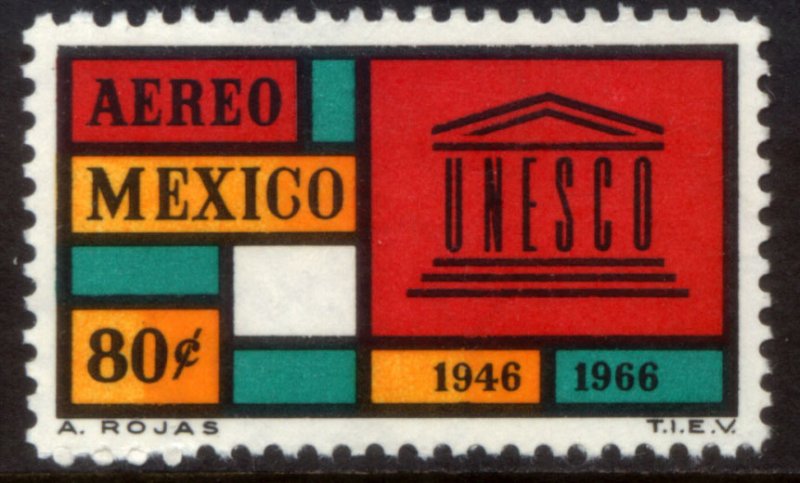 AEREO
MEXICO
UNESCO
80¢
1946 1966
A. ROJAS T.I.E.V.